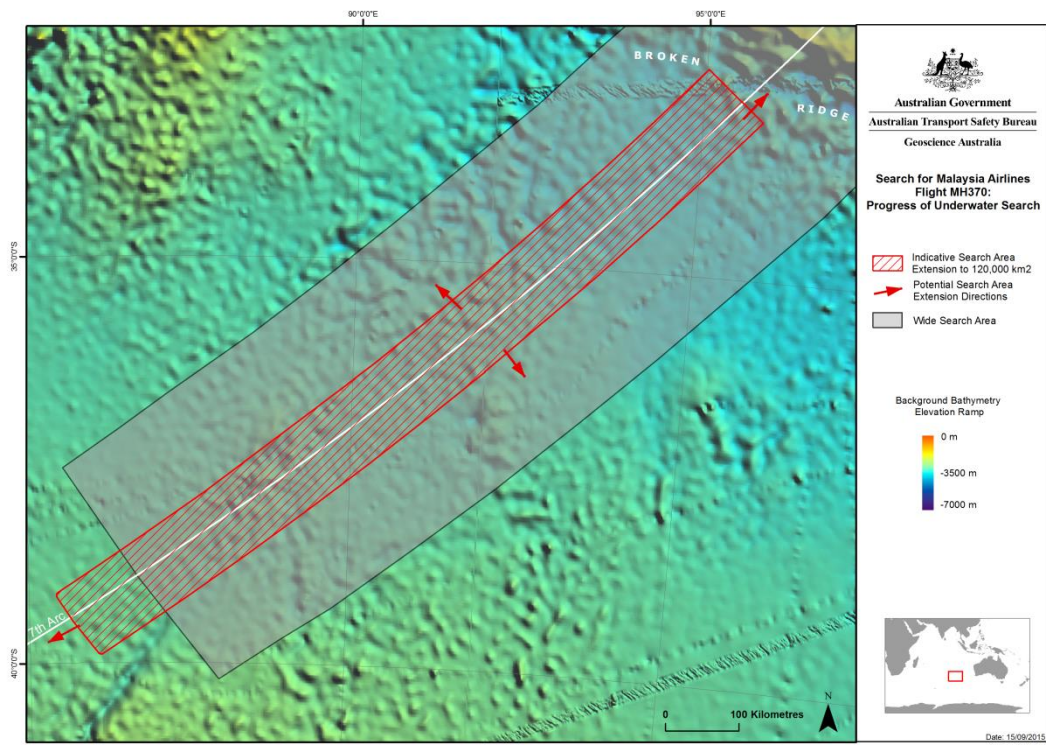 90°0'0"E
95°0'0"E
BROKEN
RIDGE
35°0'0"S
40°0'0"S
7th Arc
0
100 Kilometres
N
Australian Government
Australian Transport Safety Bureau
Geoscience Australia
Search for Malaysia Airlines
Flight MH370:
Progress of Underwater Search
Indicative Search Area
Extension to 120,000 km2
Potential Search Area
Extension Directions
Wide Search Area
Background Bathymetry
Elevation Ramp
0 m
-3500 m
-7000 m
Date: 15/09/2015